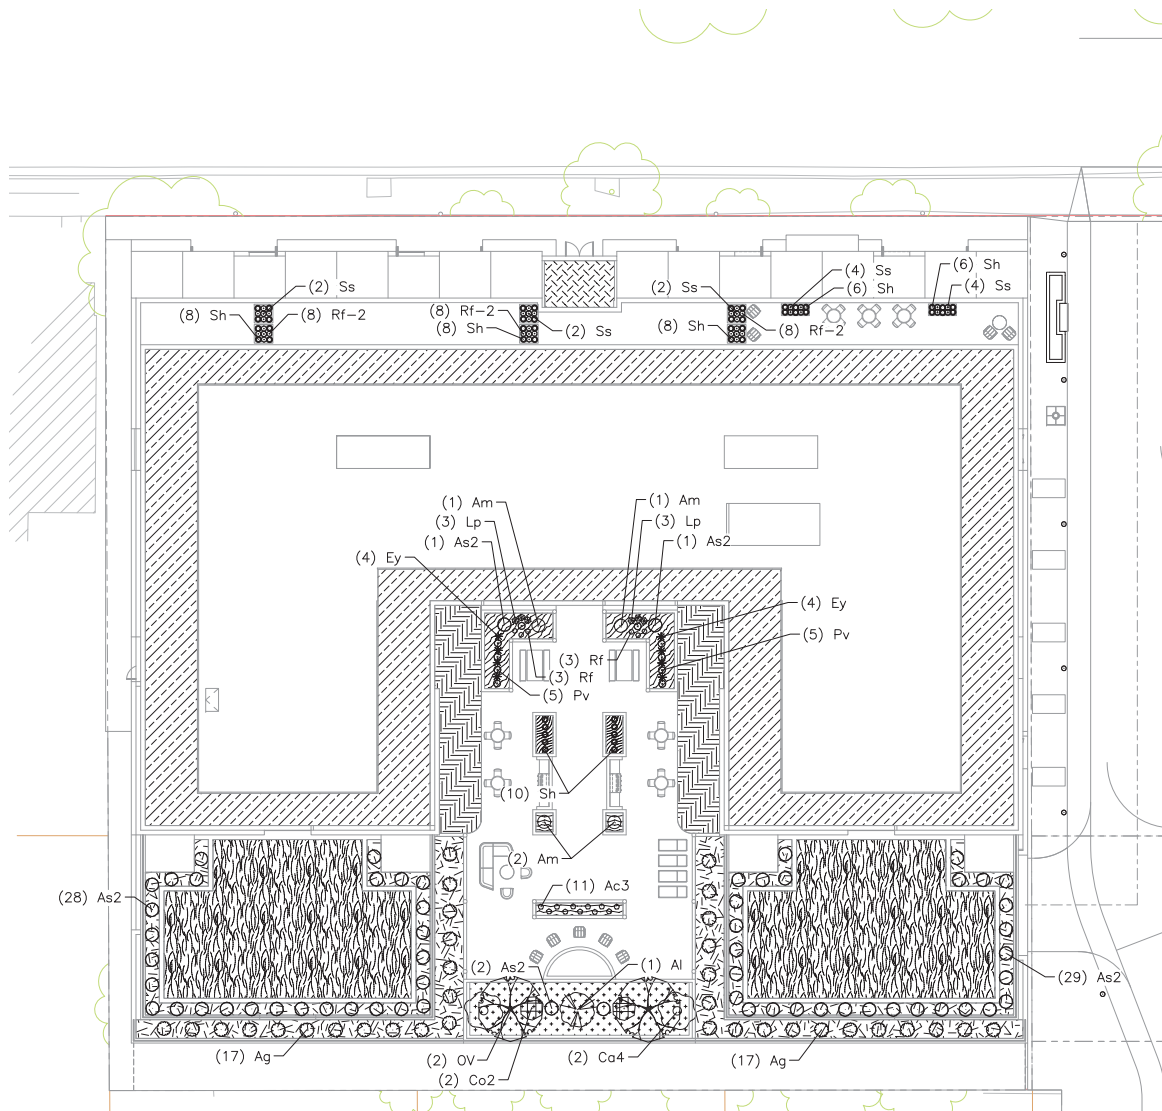 (2) Ss
(8) Sh
(8) Rf-2
(8) Rf-2
(8) Sh
(2) Ss
(2) Ss
(8) Sh
(8) Rf-2
(4) Ss
(6) Sh
(6) Sh
(4) Ss
(1) Am
(3) Lp
(1) As2
(4) Ey
(1) Am
(3) Lp
(1) As2
(4) Ey
(5) Pv
(3) Rf
(3) Rf
(5) Pv
(10) Sh
(2) Am
(11) Ac3
(28) As2
(2) As2
(1) Al
(29) As2
(17) Ag
(2) OV
(2) Co2
(2) Ca4
(17) Ag